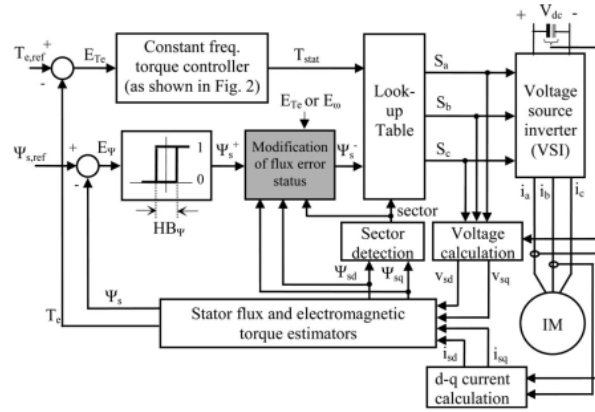 + V_dc -
T_e,ref + E_Te
-
Constant freq.
torque controller
(as shown in Fig. 2)
T_stat
Look-
up
Table
S_a
S_b
S_c
Voltage
source
inverter
(VSI)
E_Te or E_ω
Ψ_s,ref + E_Ψ
-
1
0
HB_Ψ
Ψ_s^+
Modification
of flux error
status
Ψ_s^-
i_a i_b i_c
sector
Sector
detection
Voltage
calculation
Ψ_sd Ψ_sq
v_sd v_sq
Ψ_s
T_e
Stator flux and electromagnetic
torque estimators
IM
i_sd i_sq
d-q current
calculation